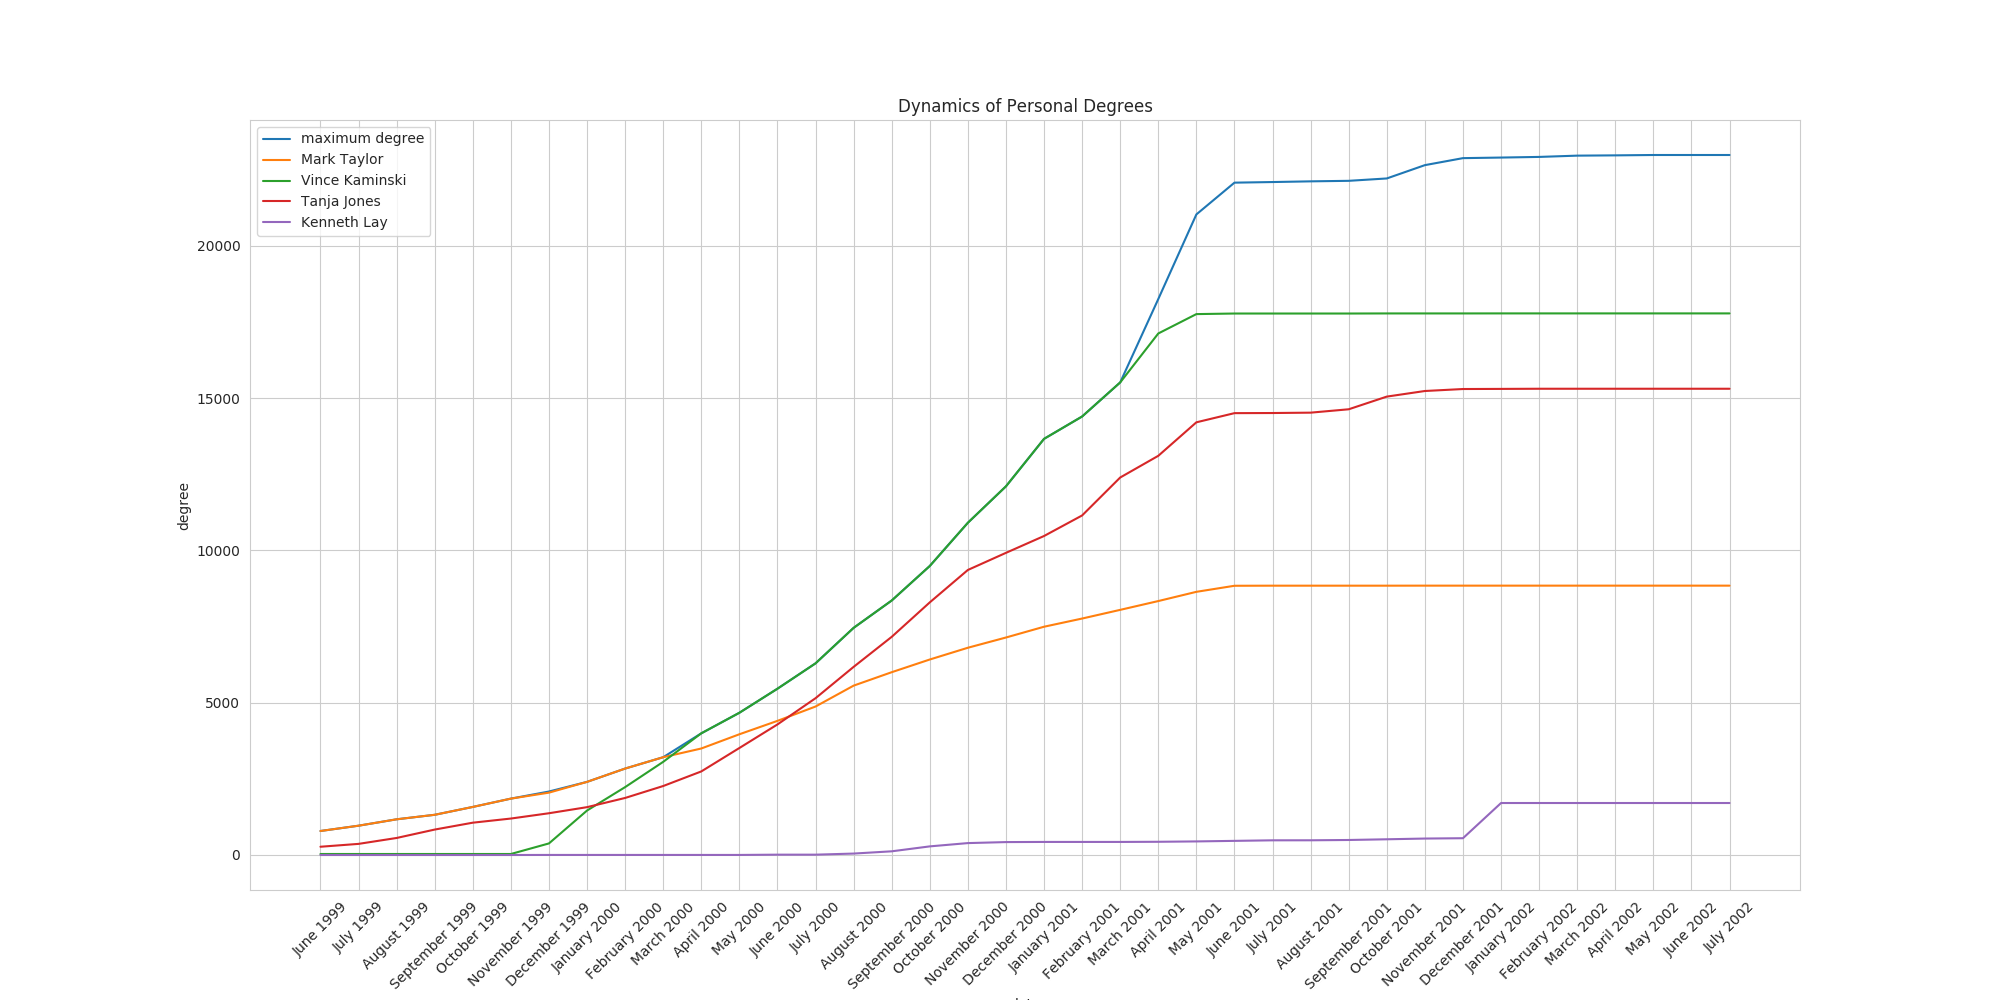 Dynamics of Personal Degrees
maximum degree
Mark Taylor
Vince Kaminski
Tanja Jones
Kenneth Lay
20000
15000
10000
5000
0
degree
June 1999
July 1999
August 1999
September 1999
October 1999
November 1999
December 1999
January 2000
February 2000
March 2000
April 2000
May 2000
June 2000
July 2000
August 2000
September 2000
October 2000
November 2000
December 2000
January 2001
February 2001
March 2001
April 2001
May 2001
June 2001
July 2001
August 2001
September 2001
October 2001
November 2001
December 2001
January 2002
February 2002
March 2002
April 2002
May 2002
June 2002
July 2002